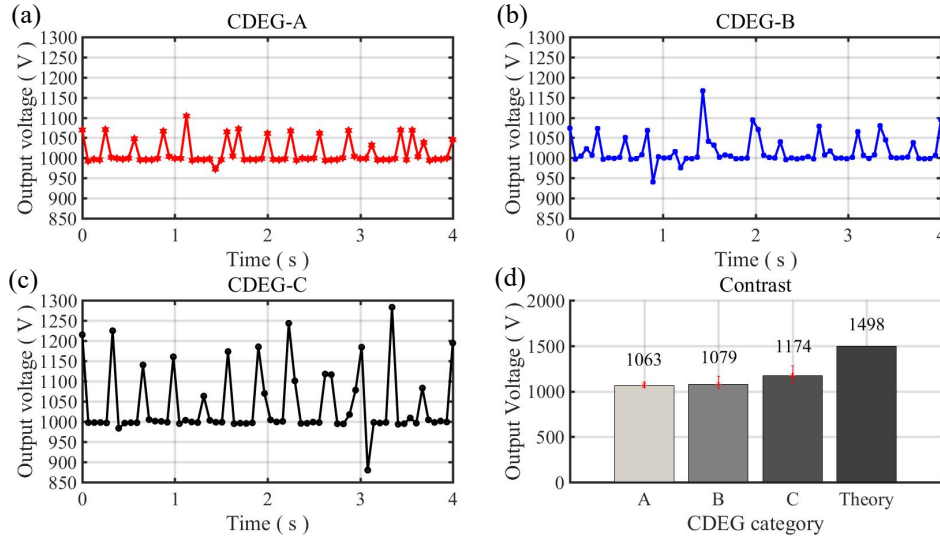 (a)
CDEG-A
Output voltage ( V )
1300
1250
1200
1150
1100
1050
1000
950
900
850
0 1 2 3 4
Time ( s )
(b)
CDEG-B
Output voltage ( V )
1300
1250
1200
1150
1100
1050
1000
950
900
850
0 1 2 3 4
Time ( s )
(c)
CDEG-C
Output voltage ( V )
1300
1250
1200
1150
1100
1050
1000
950
900
850
0 1 2 3 4
Time ( s )
(d)
Contrast
Output Voltage ( V )
2000
1500
1000
500
0
1063
1079
1174
1498
A B C Theory
CDEG category